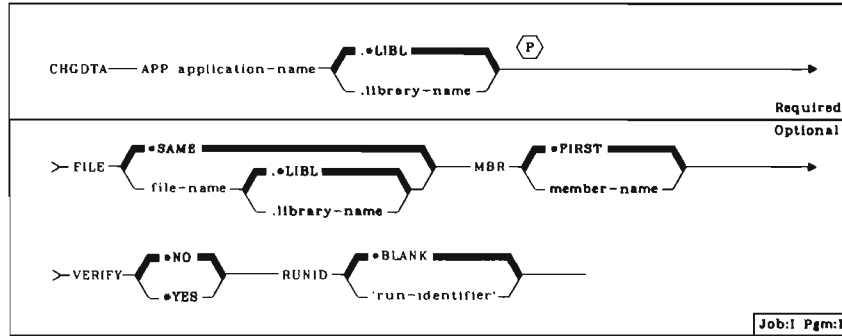 .*LIBL
P
CHGDTA APP application-name
.library-name
Required
Optional
*SAME
*FIRST
FILE
.*LIBL
MBR
file-name
member-name
.library-name
*NO
*BLANK
VERIFY
RUNID
*YES
'run-identifier'
Job:I Pgm:I